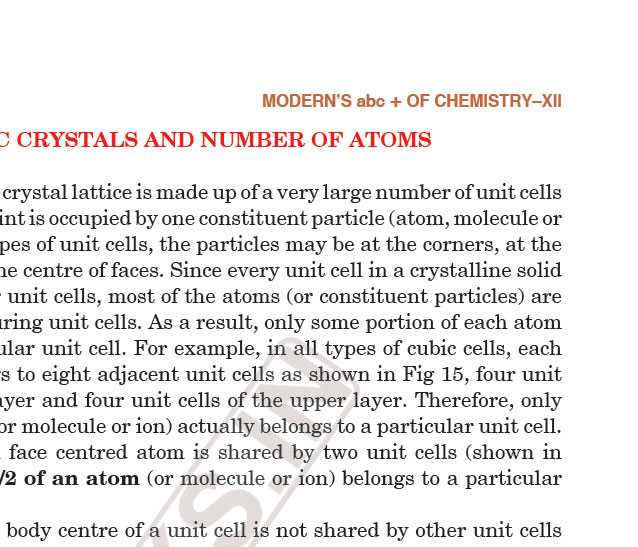 MODERN'S abc + OF CHEMISTRY–XII
C CRYSTALS AND NUMBER OF ATOMS
crystal lattice is made up of a very large number of unit cells
int is occupied by one constituent particle (atom, molecule or
pes of unit cells, the particles may be at the corners, at the
ne centre of faces. Since every unit cell in a crystalline solid
unit cells, most of the atoms (or constituent particles) are
uring unit cells. As a result, only some portion of each atom
ular unit cell. For example, in all types of cubic cells, each
s to eight adjacent unit cells as shown in Fig 15, four unit
ayer and four unit cells of the upper layer. Therefore, only
or molecule or ion) actually belongs to a particular unit cell.
face centred atom is shared by two unit cells (shown in
/2 of an atom (or molecule or ion) belongs to a particular
body centre of a unit cell is not shared by other unit cells
KS.IN